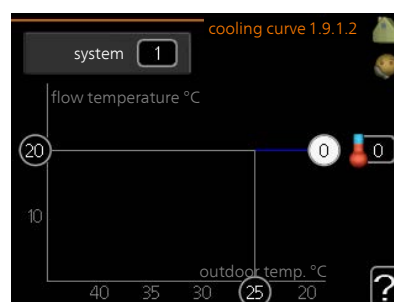 cooling curve 1.9.1.2
system 1
flow temperature °C
20
0
0
10
outdoor temp. °C
40 35 30 25 20
?